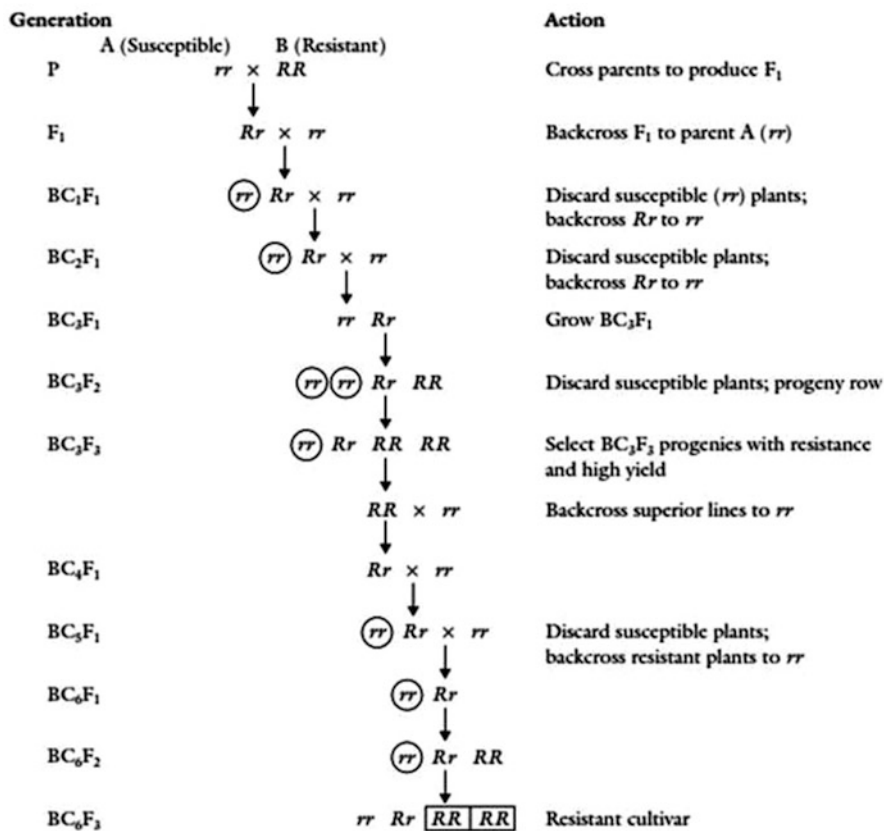 Generation Action
A (Susceptible) B (Resistant)
P rr × RR Cross parents to produce F₁
F₁ Rr × rr Backcross F₁ to parent A (rr)
BC₁F₁ rr Rr × rr Discard susceptible (rr) plants;
backcross Rr to rr
BC₂F₁ rr Rr × rr Discard susceptible plants;
backcross Rr to rr
BC₃F₁ rr Rr Grow BC₃F₁
BC₃F₂ rr rr Rr RR Discard susceptible plants; progeny row
BC₃F₃ rr Rr RR RR Select BC₃F₃ progenies with resistance
and high yield
RR × rr Backcross superior lines to rr
BC₄F₁ Rr × rr
BC₅F₁ rr Rr × rr Discard susceptible plants;
backcross resistant plants to rr
BC₆F₁ rr Rr
BC₆F₂ rr Rr RR
BC₆F₃ rr Rr RR RR Resistant cultivar